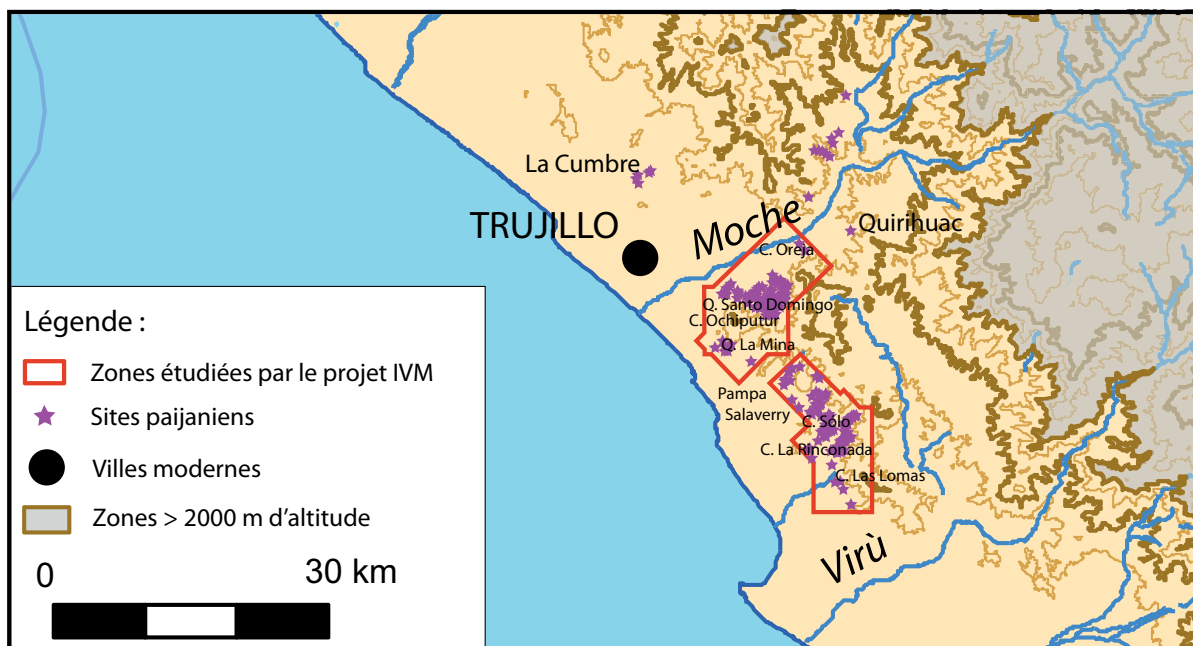 La Cumbre
TRUJILLO
Moche
Quirihuac
C. Oreja
Q. Santo Domingo
C. Ochiputur
Q. La Mina
Pampa
Salaverry
C. Sólo
C. La Rinconada
C. Las Lomas
Virù
Légende :
Zones étudiées par le projet IVM
Sites paijaniens
Villes modernes
Zones > 2000 m d'altitude
0 30 km